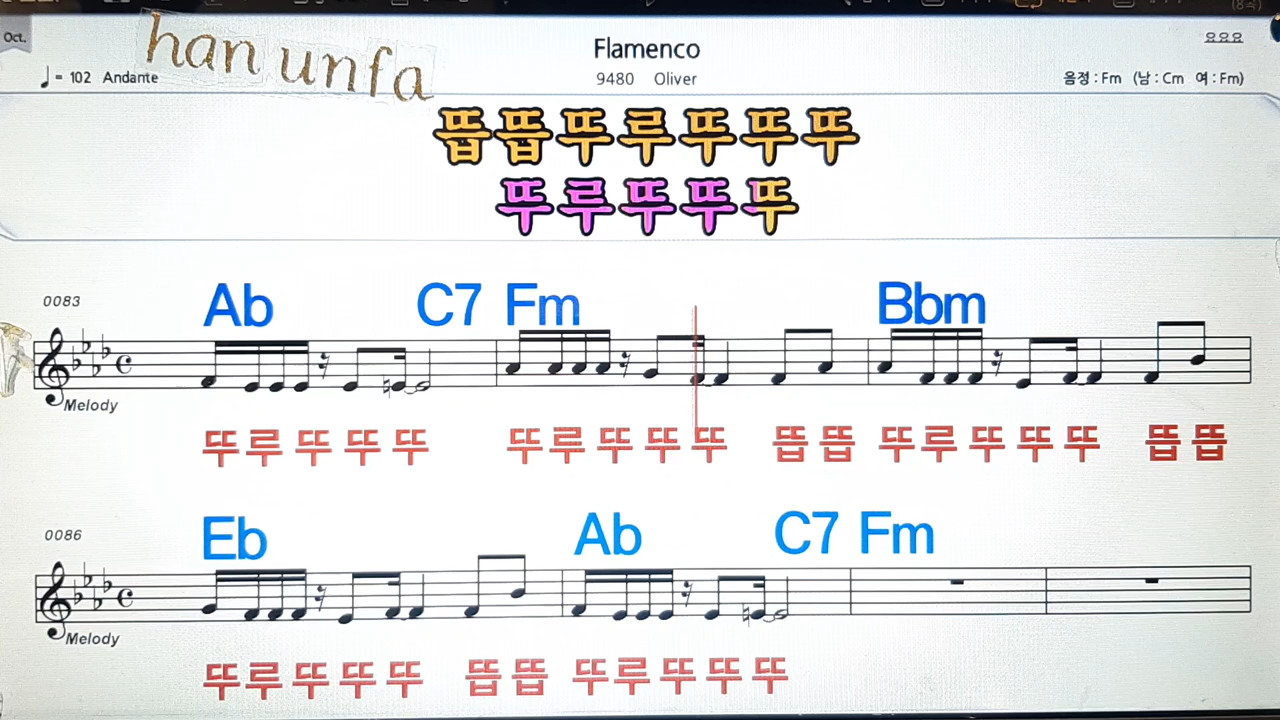 Oct.
han unfa
Flamenco
요요요
♩= 102 Andante
9480 Oliver
음정 : Fm (남 : Cm 여 : Fm)
뜹뜹뚜루뚜뚜뚜
뚜루뚜뚜뚜
0083
Ab C7 Fm Bbm
Melody
뚜루뚜뚜뚜 뚜루뚜뚜뚜 뜹뜹 뚜루뚜뚜뚜 뜹뜹
0086
Eb Ab C7 Fm
Melody
뚜루뚜뚜뚜 뜹뜹 뚜루뚜뚜뚜